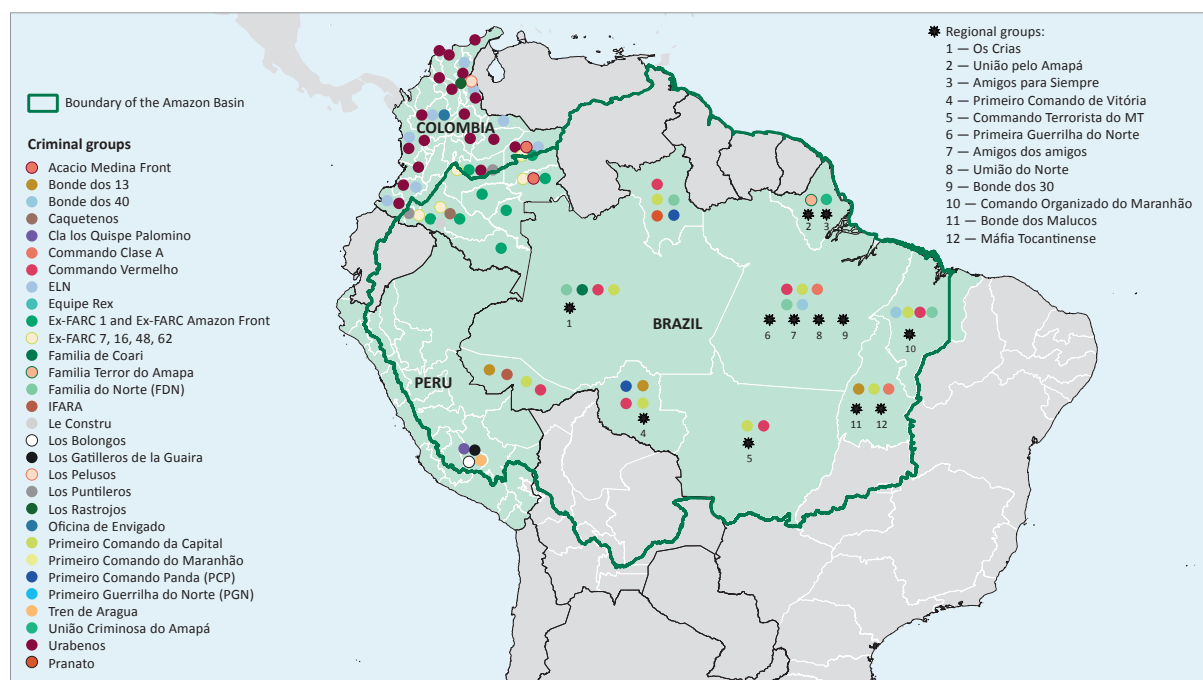 Boundary of the Amazon Basin
Criminal groups
Acacio Medina Front
Bonde dos 13
Bonde dos 40
Caquetenos
Cla los Quispe Palomino
Commando Clase A
Commando Vermelho
ELN
Equipe Rex
Ex-FARC 1 and Ex-FARC Amazon Front
Ex-FARC 7, 16, 48, 62
Familia de Coari
Familia Terror do Amapa
Familia do Norte (FDN)
IFARA
Le Constru
Los Bolongos
Los Gatilleros de la Guaira
Los Pelusos
Los Puntileros
Los Rastrojos
Oficina de Envigado
Primeiro Comando da Capital
Primeiro Comando do Maranhão
Primeiro Comando Panda (PCP)
Primeiro Guerrilha do Norte (PGN)
Tren de Aragua
União Criminosa do Amapá
Urabenos
Pranato
COLOMBIA
PERU
BRAZIL
1
2
3
6
7
8
9
10
4
5
11
12
Regional groups:
1 — Os Crias
2 — União pelo Amapá
3 — Amigos para Siempre
4 — Primeiro Comando de Vitória
5 — Commando Terrorista do MT
6 — Primeira Guerrilha do Norte
7 — Amigos dos amigos
8 — Umião do Norte
9 — Bonde dos 30
10 — Comando Organizado do Maranhão
11 — Bonde dos Malucos
12 — Máfia Tocantinense